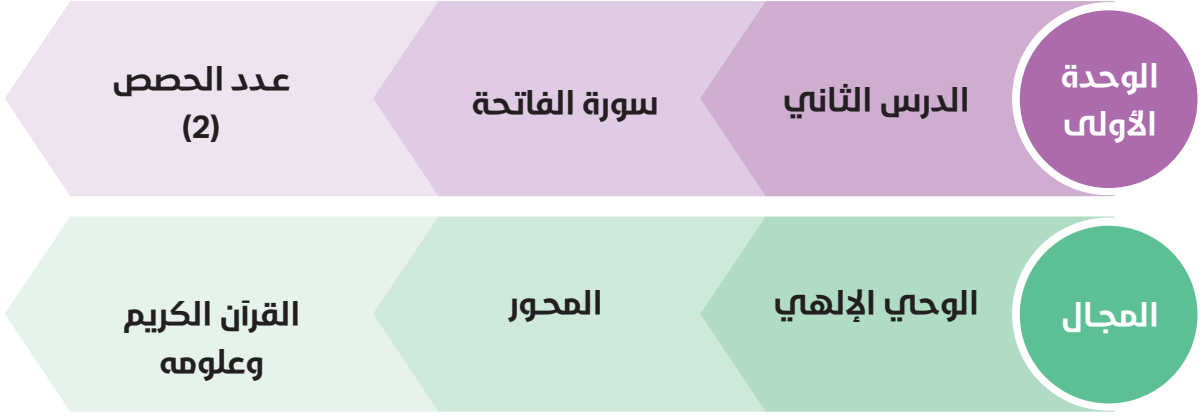 الوحدة
الأولى
الدرس الثاني
سورة الفاتحة
عدد الحصص
(2)
المجال
الوحي الإلهي
المحور
القرآن الكريم
وعلومه